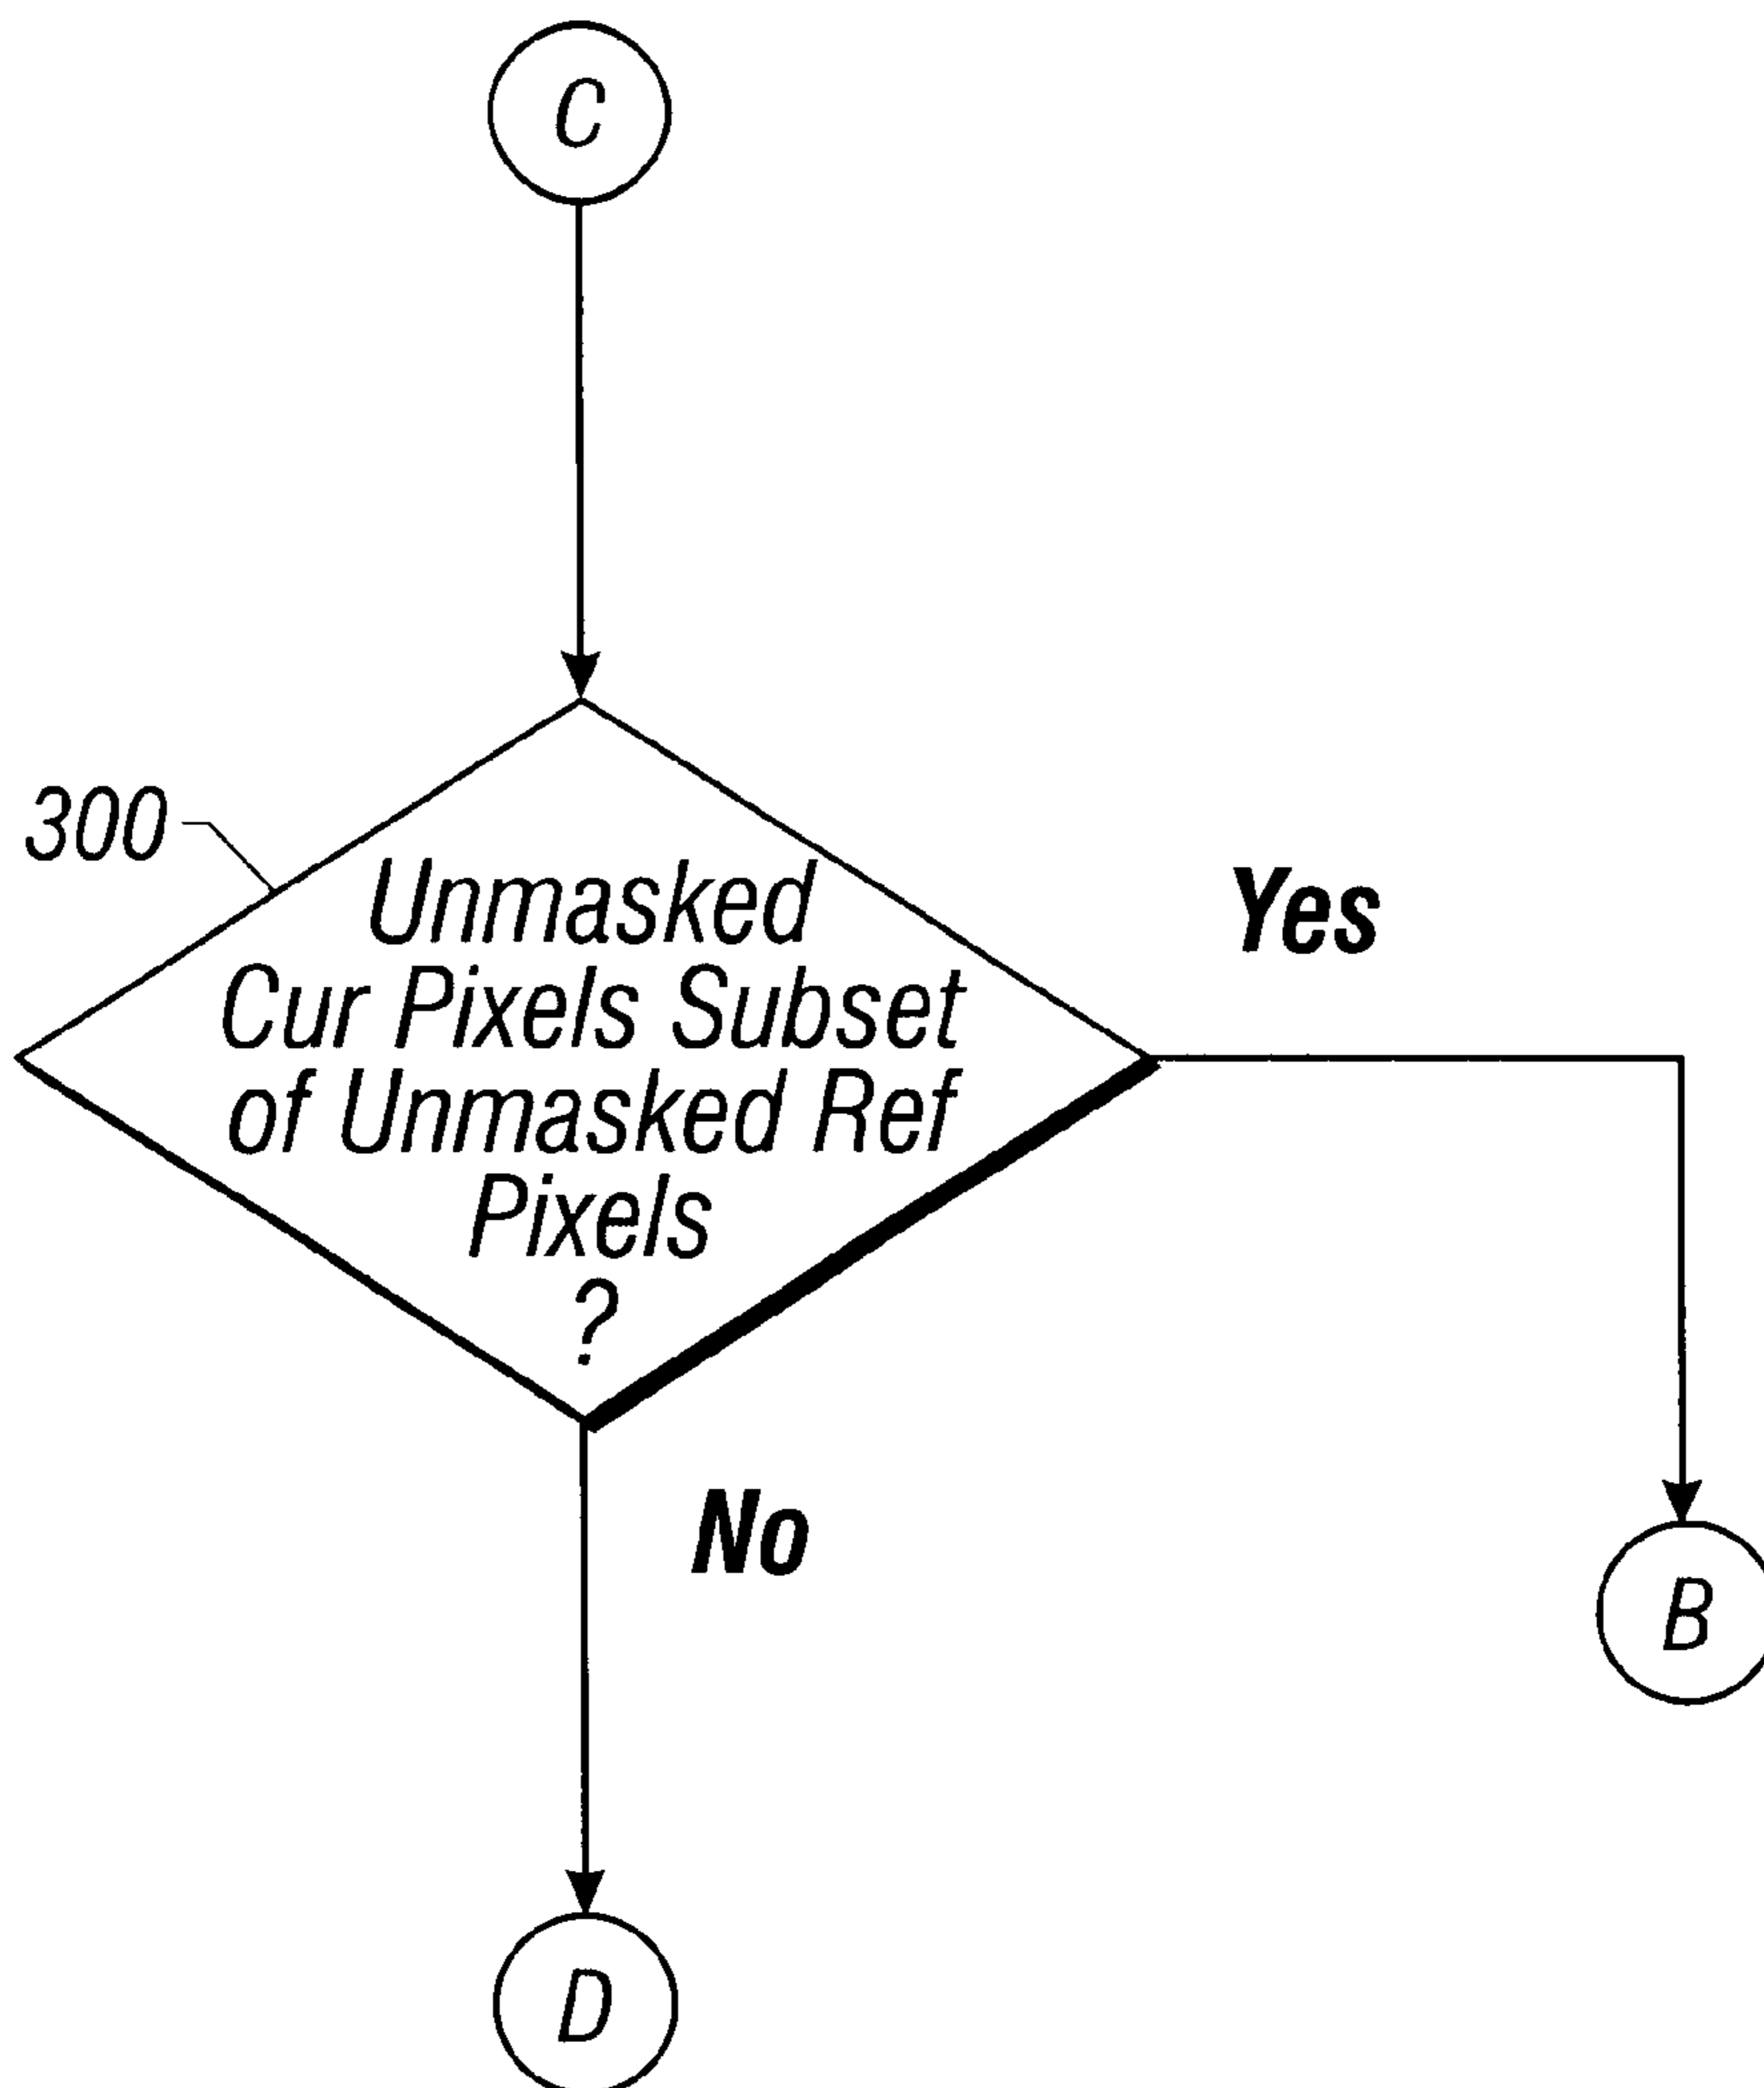 C
300
Unmasked
Cur Pixels Subset
of Unmasked Ref
Pixels
?
Yes
No
B
D